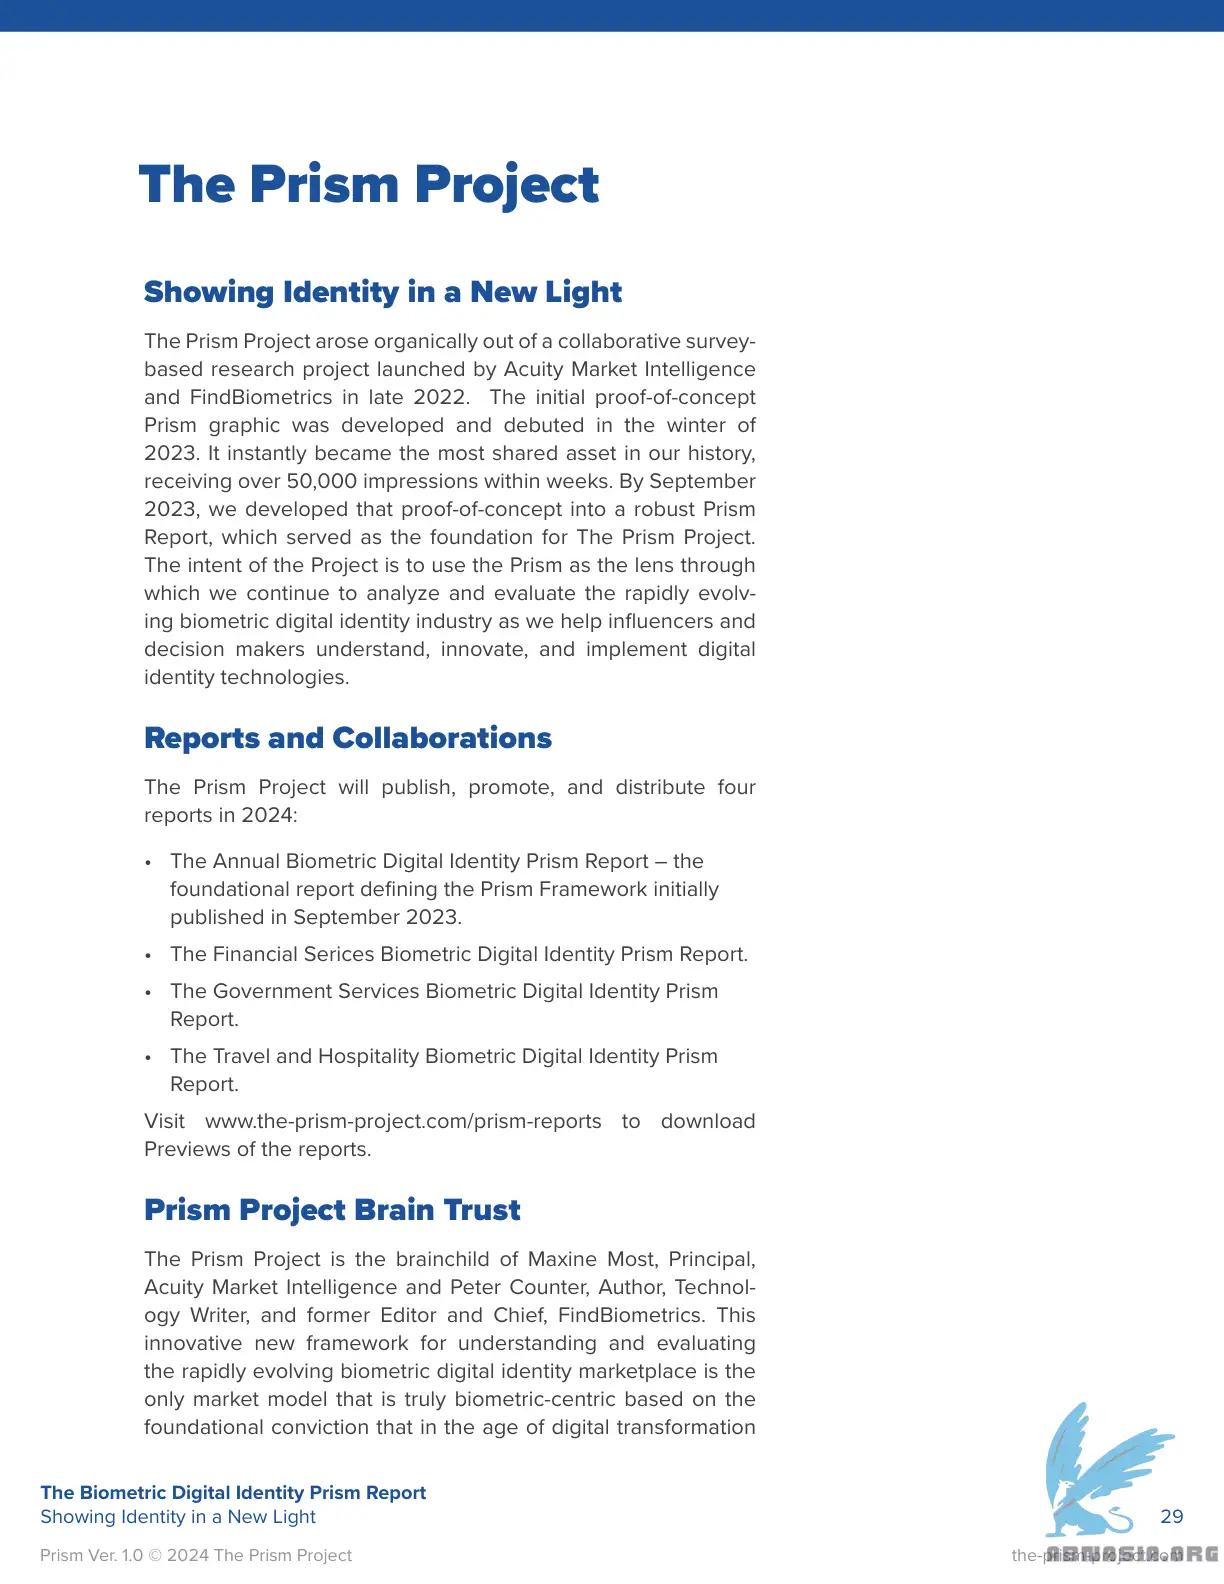 The Prism Project
Showing Identity in a New Light
The Prism Project arose organically out of a collaborative survey-
based research project launched by Acuity Market Intelligence
and FindBiometrics in late 2022.  The initial proof-of-concept
Prism graphic was developed and debuted in the winter of
2023. It instantly became the most shared asset in our history,
receiving over 50,000 impressions within weeks. By September
2023, we developed that proof-of-concept into a robust Prism
Report, which served as the foundation for The Prism Project.
The intent of the Project is to use the Prism as the lens through
which we continue to analyze and evaluate the rapidly evolv-
ing biometric digital identity industry as we help influencers and
decision makers understand, innovate, and implement digital
identity technologies.
Reports and Collaborations
The Prism Project will publish, promote, and distribute four
reports in 2024:
• The Annual Biometric Digital Identity Prism Report – the
foundational report defining the Prism Framework initially
published in September 2023.
• The Financial Serices Biometric Digital Identity Prism Report.
• The Government Services Biometric Digital Identity Prism
Report.
• The Travel and Hospitality Biometric Digital Identity Prism
Report.
Visit www.the-prism-project.com/prism-reports to download
Previews of the reports.
Prism Project Brain Trust
The Prism Project is the brainchild of Maxine Most, Principal,
Acuity Market Intelligence and Peter Counter, Author, Technol-
ogy Writer, and former Editor and Chief, FindBiometrics. This
innovative new framework for understanding and evaluating
the rapidly evolving biometric digital identity marketplace is the
only market model that is truly biometric-centric based on the
foundational conviction that in the age of digital transformation
The Biometric Digital Identity Prism Report
Showing Identity in a New Light
29
Prism Ver. 1.0 © 2024 The Prism Project
the-prism-project.com